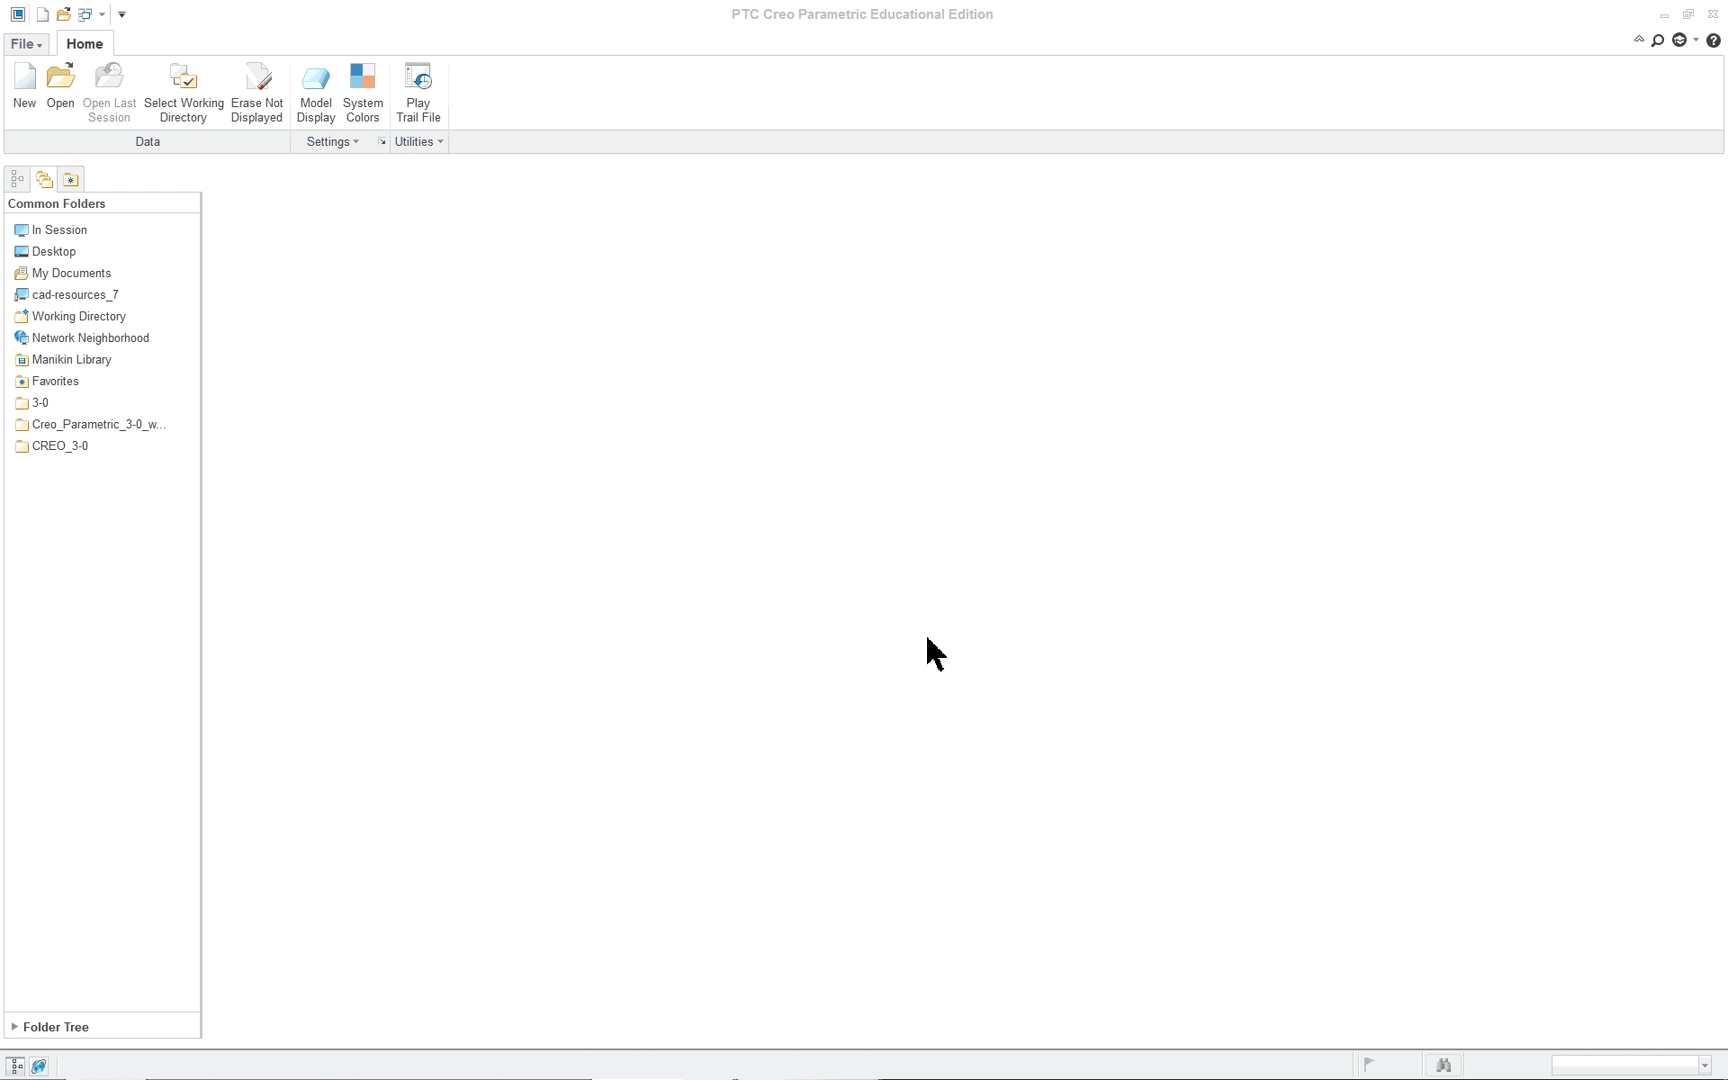 PTC Creo Parametric Educational Edition
File
Home
New
Open
Open Last
Session
Select Working
Directory
Erase Not
Displayed
Model
Display
System
Colors
Play
Trail File
Data
Settings
Utilities
Common Folders
In Session
Desktop
My Documents
cad-resources_7
Working Directory
Network Neighborhood
Manikin Library
Favorites
3-0
Creo_Parametric_3-0_w...
CREO_3-0
Folder Tree